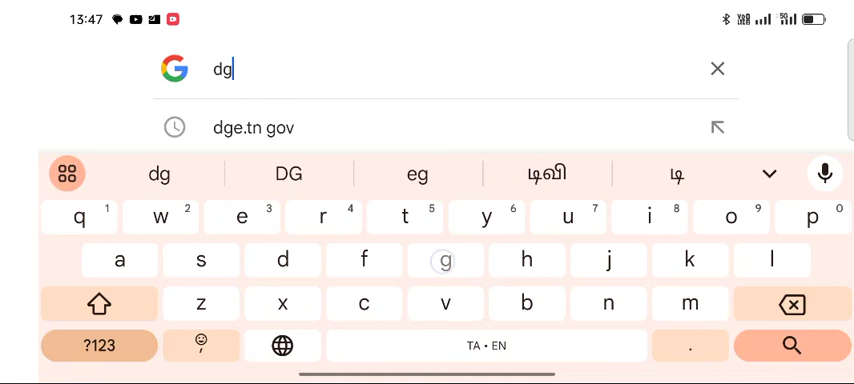 13:47
dg
dge.tn gov
dg DG eg டிவி டி
q 1 w 2 e 3 r 4 t 5 y 6 u 7 i 8 o 9 p 0
a s d f g h j k l
z x c v b n m
?123 , TA • EN .